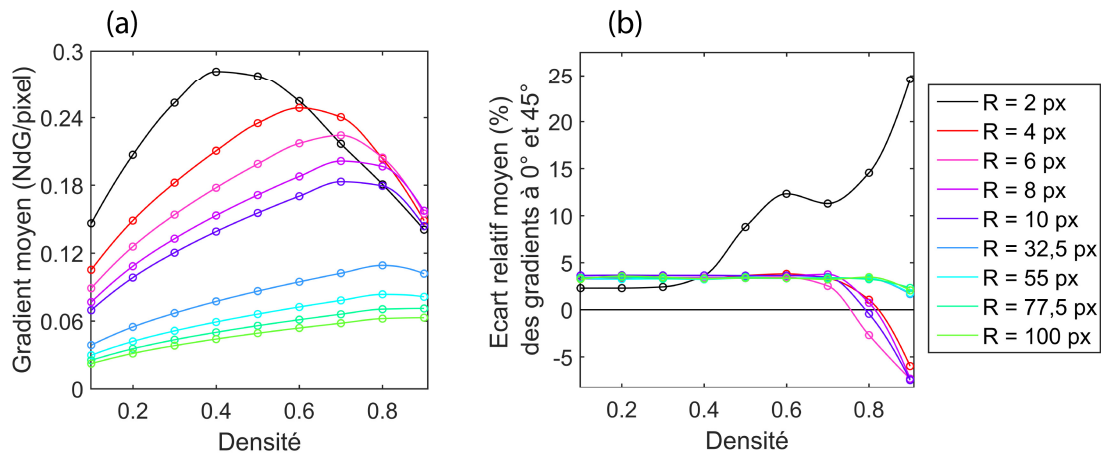 (a)
Gradient moyen (NdG/pixel)
0.3
0.24
0.18
0.12
0.06
0
0.2
0.4
0.6
0.8
Densité
(b)
Ecart relatif moyen (%)
des gradients à 0° et 45°
25
20
15
10
5
0
-5
0.2
0.4
0.6
0.8
Densité
R = 2 px
R = 4 px
R = 6 px
R = 8 px
R = 10 px
R = 32,5 px
R = 55 px
R = 77,5 px
R = 100 px